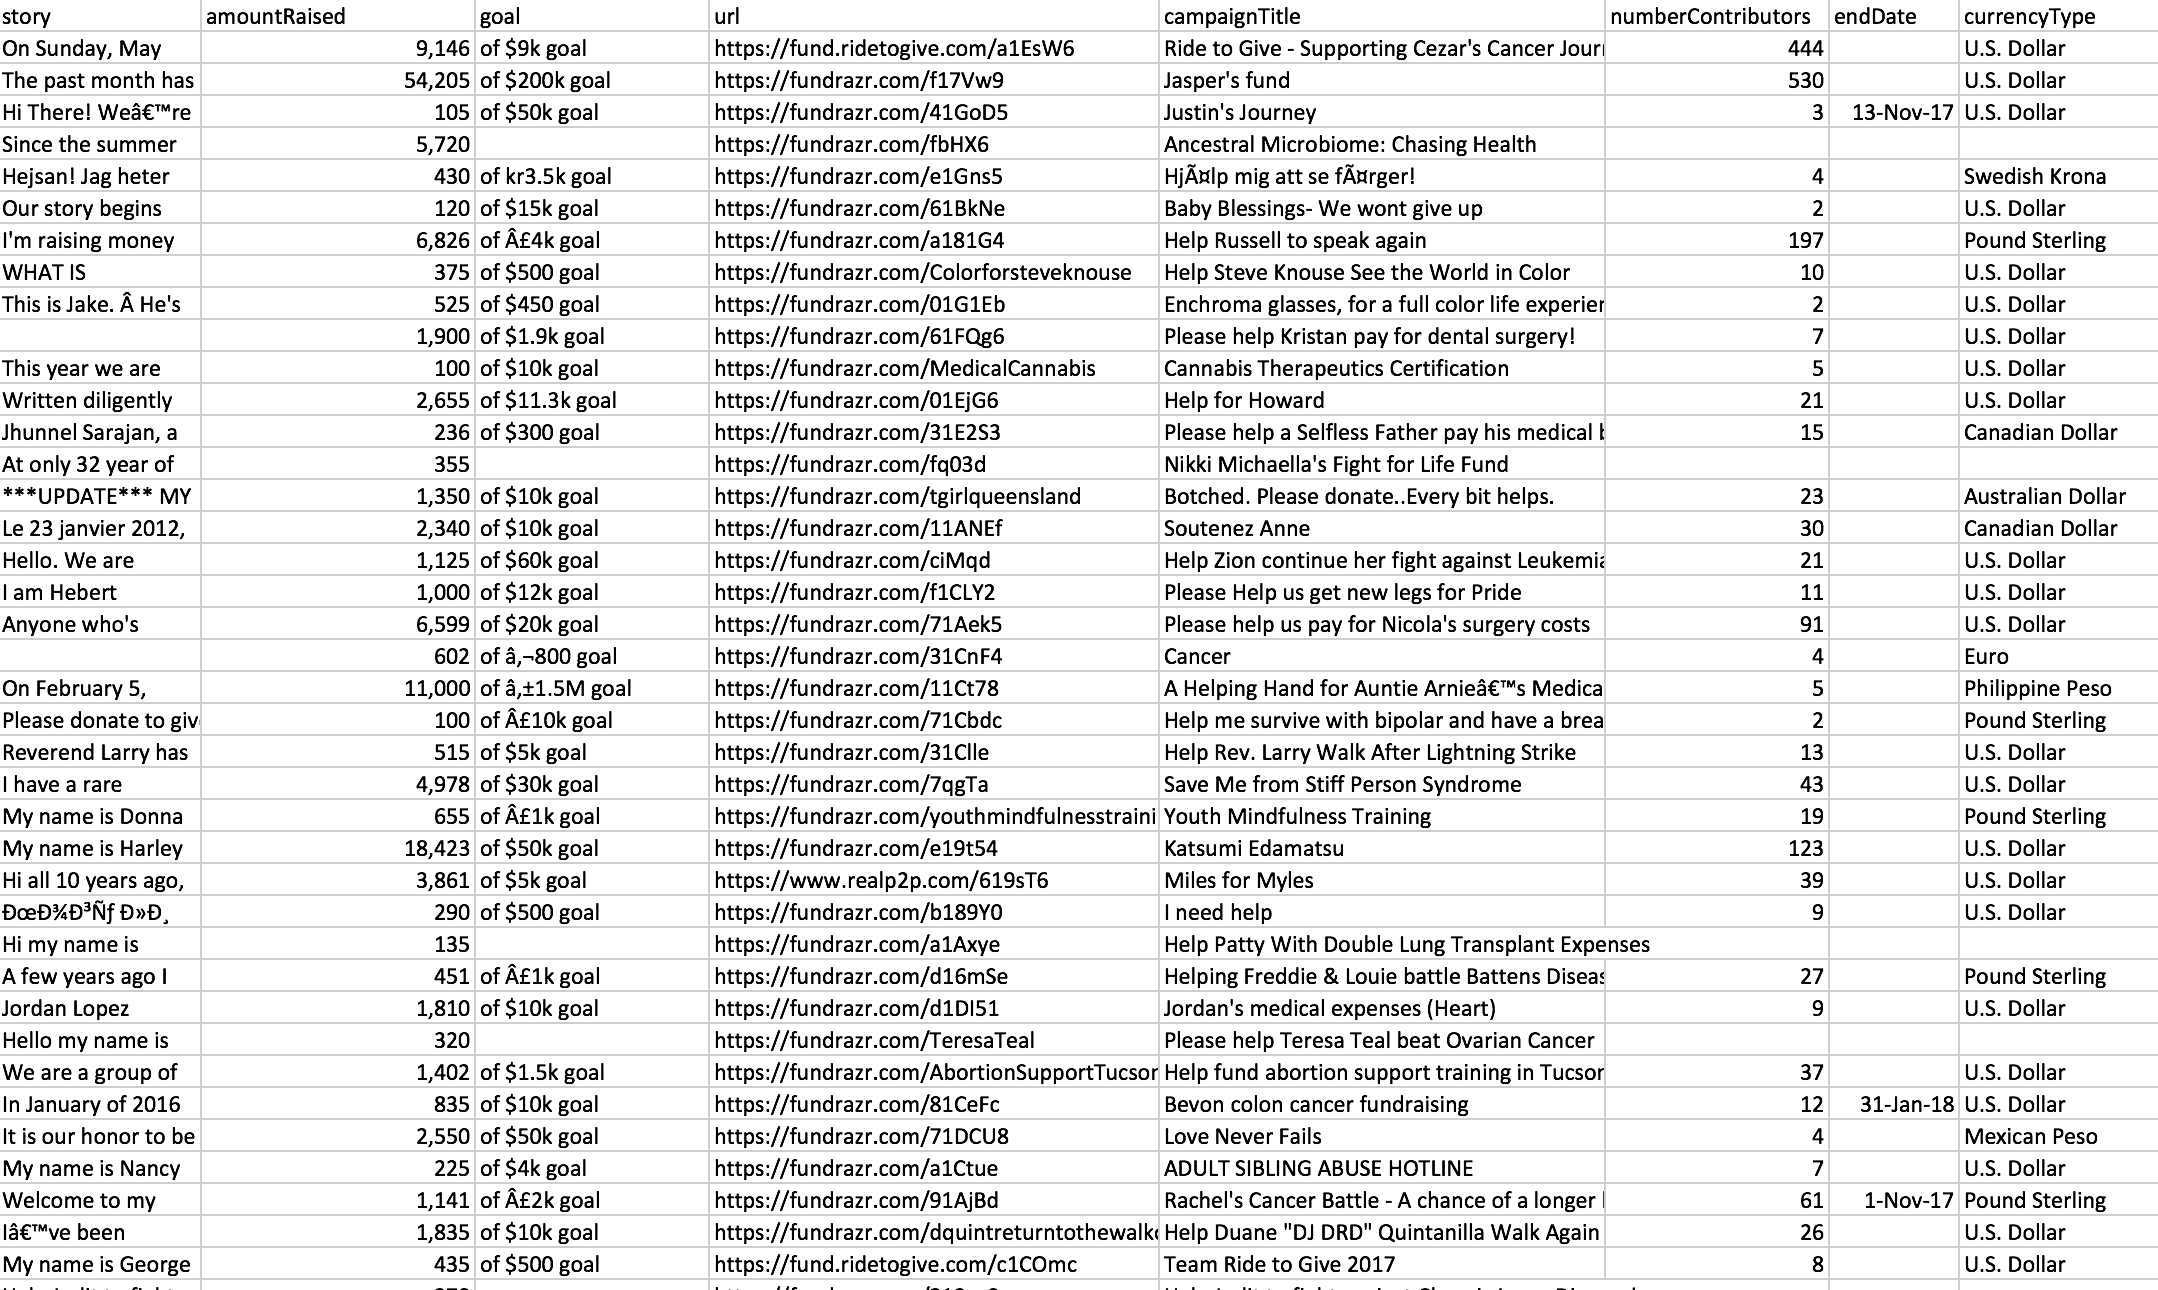 story amountRaised goal url campaignTitle numberContributors endDate currencyType
On Sunday, May 9,146 of $9k goal https://fund.ridetogive.com/a1EsW6 Ride to Give - Supporting Cezar's Cancer Jour 444 U.S. Dollar
The past month has 54,205 of $200k goal https://fundrazr.com/f17Vw9 Jasper's fund 530 U.S. Dollar
Hi There! Weâ€™re 105 of $50k goal https://fundrazr.com/41GoD5 Justin's Journey 3 13-Nov-17 U.S. Dollar
Since the summer 5,720 https://fundrazr.com/fbHX6 Ancestral Microbiome: Chasing Health
Hejsan! Jag heter 430 of kr3.5k goal https://fundrazr.com/e1Gns5 HjÃ¤lp mig att se fÃ¤rger! 4 Swedish Krona
Our story begins 120 of $15k goal https://fundrazr.com/61BkNe Baby Blessings- We wont give up 2 U.S. Dollar
I'm raising money 6,826 of Â£4k goal https://fundrazr.com/a181G4 Help Russell to speak again 197 Pound Sterling
WHAT IS 375 of $500 goal https://fundrazr.com/Colorforsteveknouse Help Steve Knouse See the World in Color 10 U.S. Dollar
This is Jake. Â He's 525 of $450 goal https://fundrazr.com/01G1Eb Enchroma glasses, for a full color life experier 2 U.S. Dollar
1,900 of $1.9k goal https://fundrazr.com/61FQg6 Please help Kristan pay for dental surgery! 7 U.S. Dollar
This year we are 100 of $10k goal https://fundrazr.com/MedicalCannabis Cannabis Therapeutics Certification 5 U.S. Dollar
Written diligently 2,655 of $11.3k goal https://fundrazr.com/01EjG6 Help for Howard 21 U.S. Dollar
Jhunnel Sarajan, a 236 of $300 goal https://fundrazr.com/31E2S3 Please help a Selfless Father pay his medical b 15 Canadian Dollar
At only 32 year of 355 https://fundrazr.com/fq03d Nikki Michaella's Fight for Life Fund
***UPDATE*** MY 1,350 of $10k goal https://fundrazr.com/tgirlqueensland Botched. Please donate..Every bit helps. 23 Australian Dollar
Le 23 janvier 2012, 2,340 of $10k goal https://fundrazr.com/11ANEf Soutenez Anne 30 Canadian Dollar
Hello. We are 1,125 of $60k goal https://fundrazr.com/ciMqd Help Zion continue her fight against Leukemia 21 U.S. Dollar
I am Hebert 1,000 of $12k goal https://fundrazr.com/f1CLY2 Please Help us get new legs for Pride 11 U.S. Dollar
Anyone who's 6,599 of $20k goal https://fundrazr.com/71Aek5 Please help us pay for Nicola's surgery costs 91 U.S. Dollar
602 of â‚¬800 goal https://fundrazr.com/31CnF4 Cancer 4 Euro
On February 5, 11,000 of â‚±1.5M goal https://fundrazr.com/11Ct78 A Helping Hand for Auntie Arnieâ€™s Medica 5 Philippine Peso
Please donate to giv 100 of Â£10k goal https://fundrazr.com/71Cbdc Help me survive with bipolar and have a brea 2 Pound Sterling
Reverend Larry has 515 of $5k goal https://fundrazr.com/31Clle Help Rev. Larry Walk After Lightning Strike 13 U.S. Dollar
I have a rare 4,978 of $30k goal https://fundrazr.com/7qgTa Save Me from Stiff Person Syndrome 43 U.S. Dollar
My name is Donna 655 of Â£1k goal https://fundrazr.com/youthmindfulnesstraini Youth Mindfulness Training 19 Pound Sterling
My name is Harley 18,423 of $50k goal https://fundrazr.com/e19t54 Katsumi Edamatsu 123 U.S. Dollar
Hi all 10 years ago, 3,861 of $5k goal https://www.realp2p.com/619sT6 Miles for Myles 39 U.S. Dollar
ÐœÐ¾Ð³Ñƒ Ð»Ð¸ 290 of $500 goal https://fundrazr.com/b189Y0 I need help 9 U.S. Dollar
Hi my name is 135 https://fundrazr.com/a1Axye Help Patty With Double Lung Transplant Expenses
A few years ago I 451 of Â£1k goal https://fundrazr.com/d16mSe Helping Freddie & Louie battle Battens Diseas 27 Pound Sterling
Jordan Lopez 1,810 of $10k goal https://fundrazr.com/d1DI51 Jordan's medical expenses (Heart) 9 U.S. Dollar
Hello my name is 320 https://fundrazr.com/TeresaTeal Please help Teresa Teal beat Ovarian Cancer
We are a group of 1,402 of $1.5k goal https://fundrazr.com/AbortionSupportTucson Help fund abortion support training in Tucson 37 U.S. Dollar
In January of 2016 835 of $10k goal https://fundrazr.com/81CeFc Bevon colon cancer fundraising 12 31-Jan-18 U.S. Dollar
It is our honor to be 2,550 of $50k goal https://fundrazr.com/71DCU8 Love Never Fails 4 Mexican Peso
My name is Nancy 225 of $4k goal https://fundrazr.com/a1Ctue ADULT SIBLING ABUSE HOTLINE 7 U.S. Dollar
Welcome to my 1,141 of Â£2k goal https://fundrazr.com/91AjBd Rachel's Cancer Battle - A chance of a longer 61 1-Nov-17 Pound Sterling
Iâ€™ve been 1,835 of $10k goal https://fundrazr.com/dquintreturntothewalk Help Duane "DJ DRD" Quintanilla Walk Again 26 U.S. Dollar
My name is George 435 of $500 goal https://fund.ridetogive.com/c1COmc Team Ride to Give 2017 8 U.S. Dollar